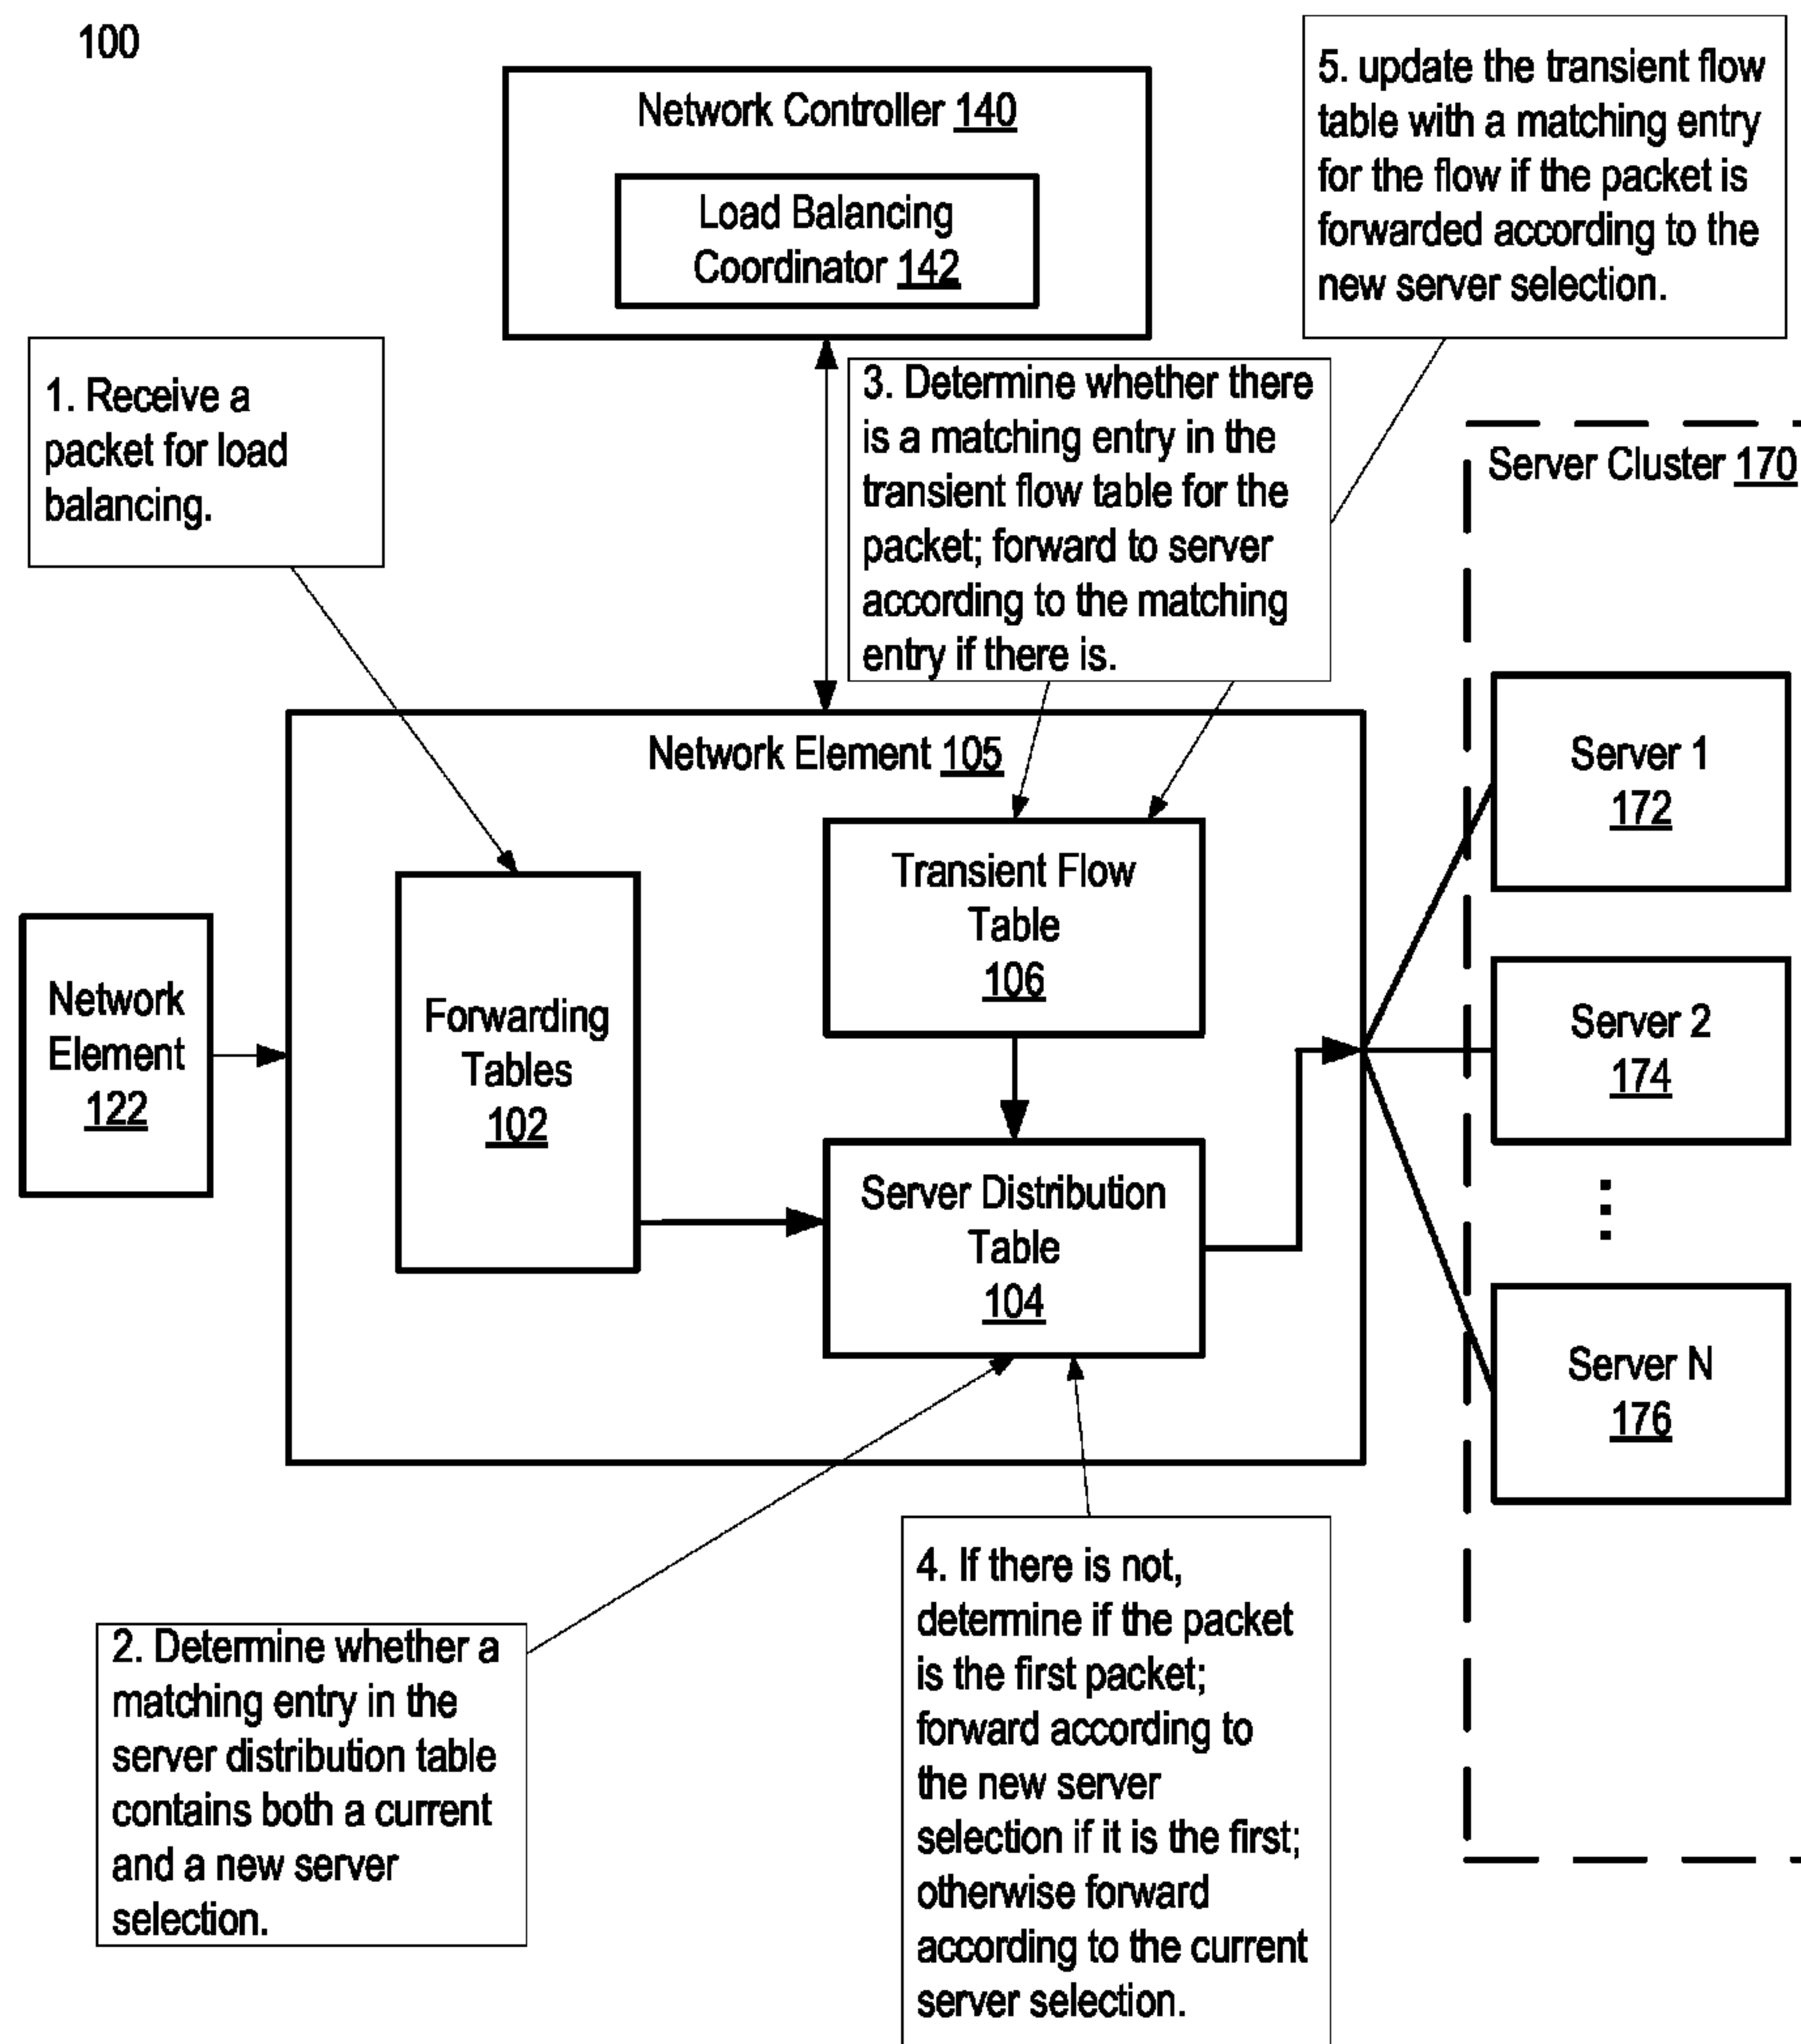 100
Network Controller 140
Load Balancing
Coordinator 142
5. update the transient flow
table with a matching entry
for the flow if the packet is
forwarded according to the
new server selection.
1. Receive a
packet for load
balancing.
3. Determine whether there
is a matching entry in the
transient flow table for the
packet; forward to server
according to the matching
entry if there is.
Server Cluster 170
Network Element 105
Transient Flow
Table
106
Forwarding
Tables
102
Network
Element
122
Server Distribution
Table
104
Server 1
172
Server 2
174
Server N
176
2. Determine whether a
matching entry in the
server distribution table
contains both a current
and a new server
selection.
4. If there is not,
determine if the packet
is the first packet;
forward according to
the new server
selection if it is the first;
otherwise forward
according to the current
server selection.